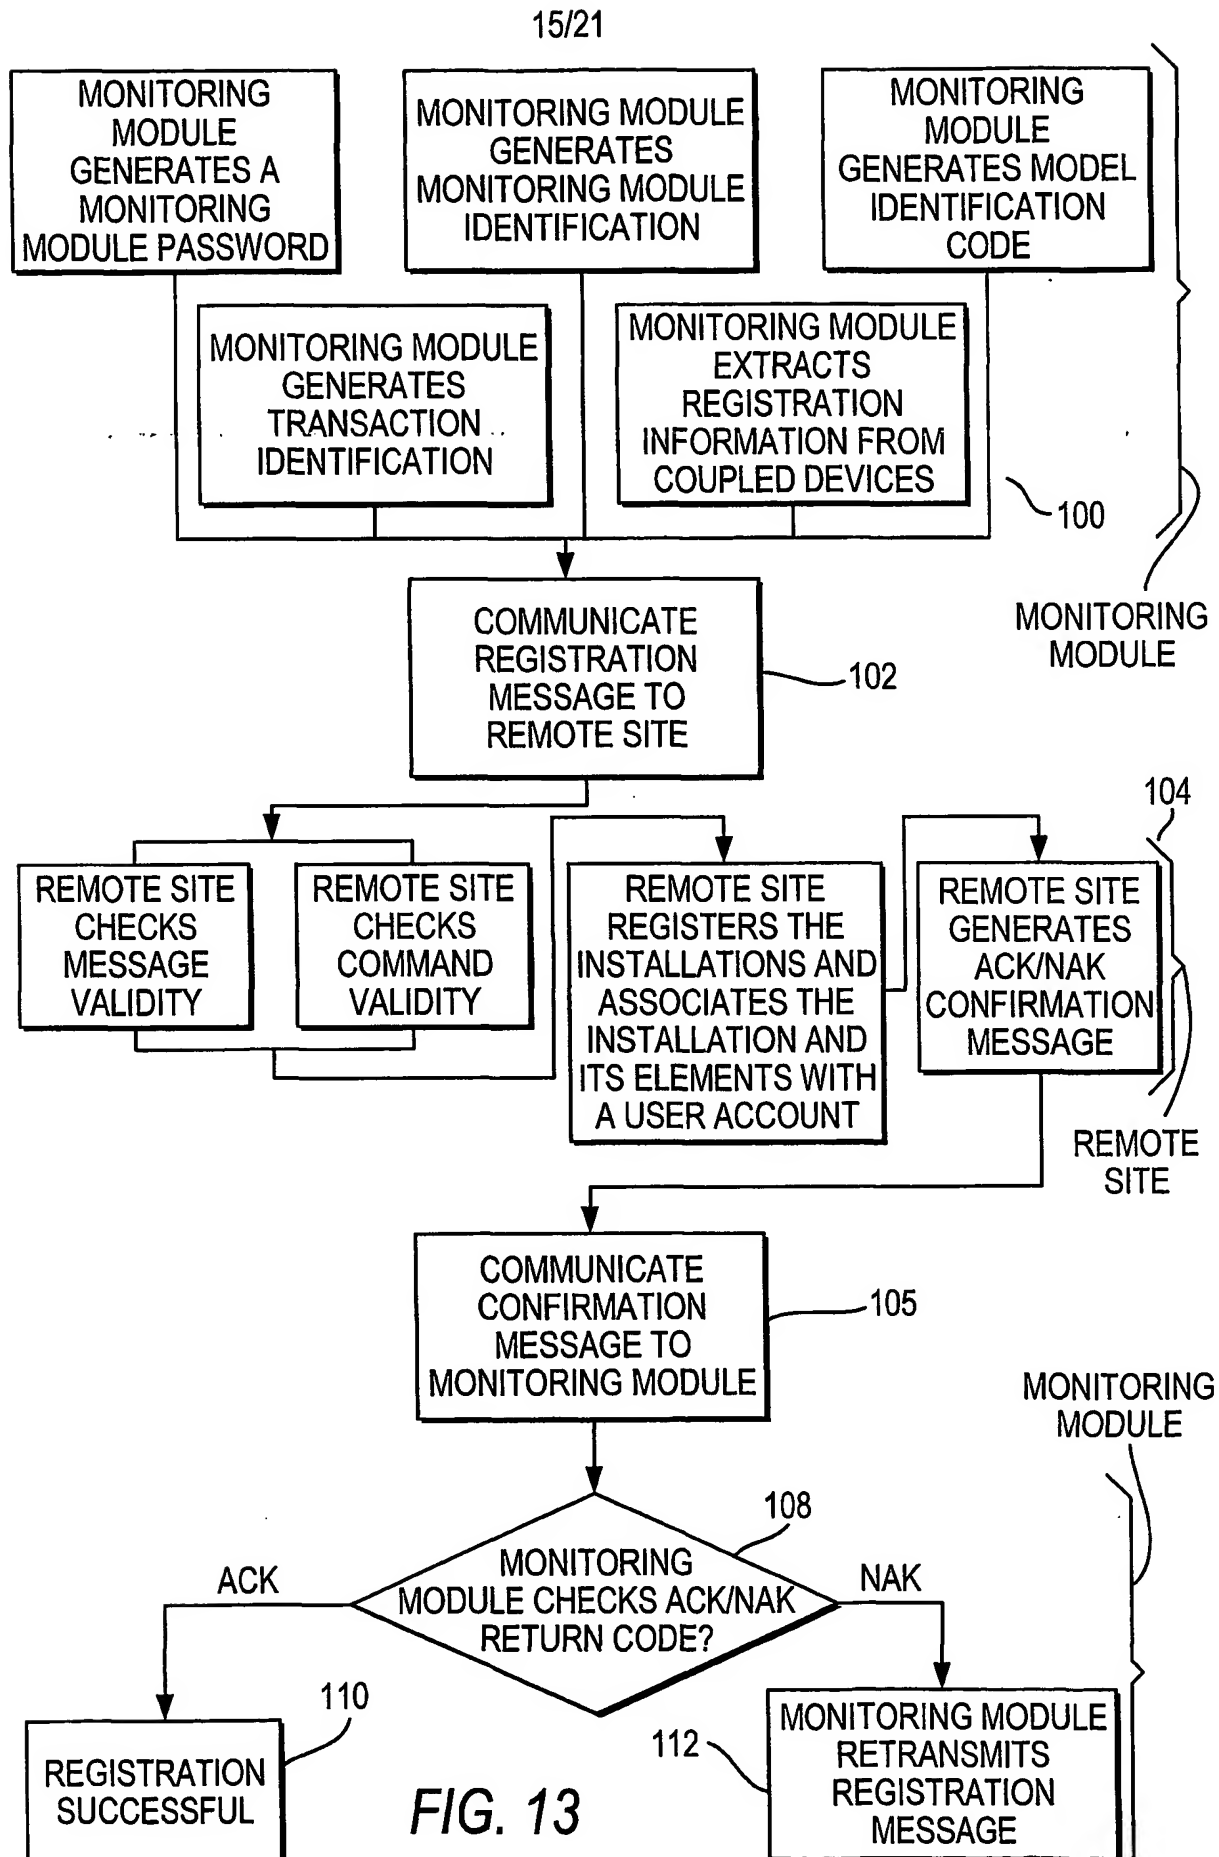 15/21
MONITORING
MODULE
GENERATES A
MONITORING
MODULE PASSWORD
MONITORING MODULE
GENERATES
MONITORING MODULE
IDENTIFICATION
MONITORING
MODULE
GENERATES MODEL
IDENTIFICATION
CODE
MONITORING MODULE
GENERATES
TRANSACTION
IDENTIFICATION
MONITORING MODULE
EXTRACTS
REGISTRATION
INFORMATION FROM
COUPLED DEVICES
100
MONITORING
MODULE
COMMUNICATE
REGISTRATION
MESSAGE TO
REMOTE SITE
102
104
REMOTE SITE
CHECKS
MESSAGE
VALIDITY
REMOTE SITE
CHECKS
COMMAND
VALIDITY
REMOTE SITE
REGISTERS THE
INSTALLATIONS AND
ASSOCIATES THE
INSTALLATION AND
ITS ELEMENTS WITH
A USER ACCOUNT
REMOTE SITE
GENERATES
ACK/NAK
CONFIRMATION
MESSAGE
REMOTE
SITE
COMMUNICATE
CONFIRMATION
MESSAGE TO
MONITORING MODULE
105
MONITORING
MODULE
108
MONITORING
MODULE CHECKS ACK/NAK
RETURN CODE?
ACK
NAK
110
REGISTRATION
SUCCESSFUL
112
MONITORING MODULE
RETRANSMITS
REGISTRATION
MESSAGE
FIG. 13